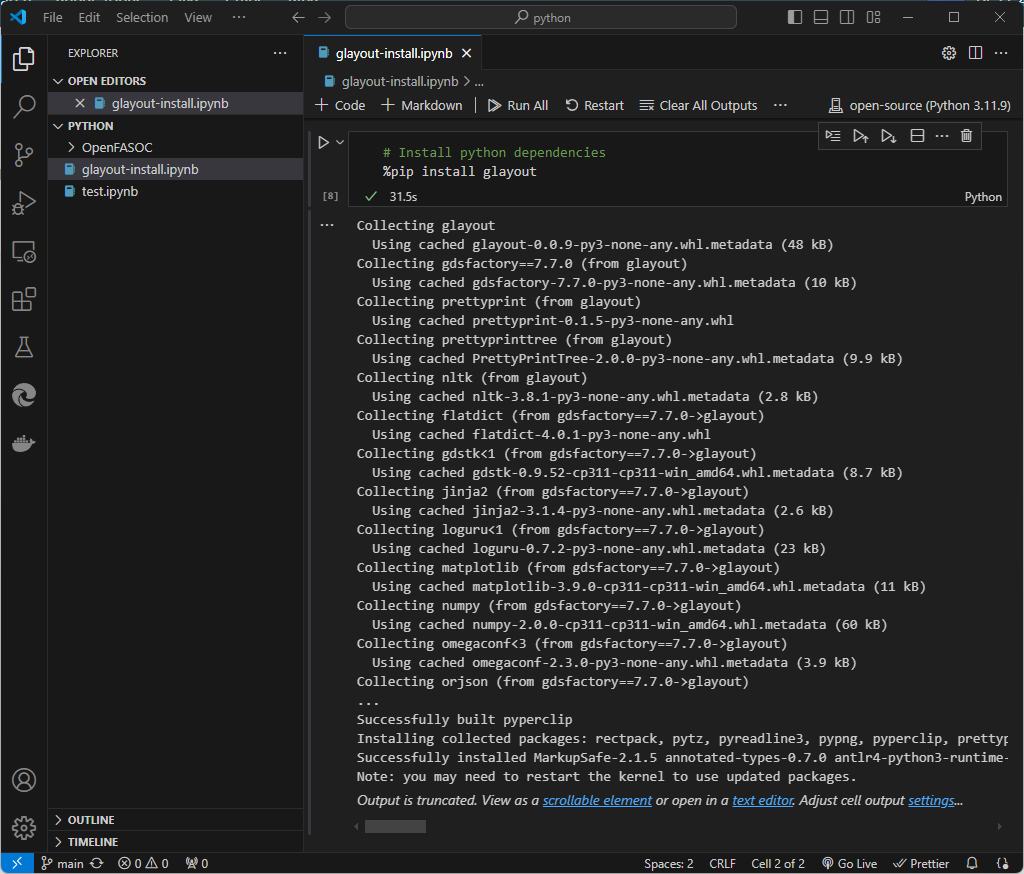 File Edit Selection View ··· python
EXPLORER ···
OPEN EDITORS
glayout-install.ipynb
PYTHON
OpenFASOC
glayout-install.ipynb
test.ipynb
OUTLINE
TIMELINE
glayout-install.ipynb
glayout-install.ipynb > ...
+ Code + Markdown Run All Restart Clear All Outputs ··· open-source (Python 3.11.9)
# Install python dependencies
%pip install glayout
[8] 31.5s Python
Collecting glayout
Using cached glayout-0.0.9-py3-none-any.whl.metadata (48 kB)
Collecting gdsfactory==7.7.0 (from glayout)
Using cached gdsfactory-7.7.0-py3-none-any.whl.metadata (10 kB)
Collecting prettyprint (from glayout)
Using cached prettyprint-0.1.5-py3-none-any.whl
Collecting prettyprinttree (from glayout)
Using cached PrettyPrintTree-2.0.0-py3-none-any.whl.metadata (9.9 kB)
Collecting nltk (from glayout)
Using cached nltk-3.8.1-py3-none-any.whl.metadata (2.8 kB)
Collecting flatdict (from gdsfactory==7.7.0->glayout)
Using cached flatdict-4.0.1-py3-none-any.whl
Collecting gdstk<1 (from gdsfactory==7.7.0->glayout)
Using cached gdstk-0.9.52-cp311-cp311-win_amd64.whl.metadata (8.7 kB)
Collecting jinja2 (from gdsfactory==7.7.0->glayout)
Using cached jinja2-3.1.4-py3-none-any.whl.metadata (2.6 kB)
Collecting loguru<1 (from gdsfactory==7.7.0->glayout)
Using cached loguru-0.7.2-py3-none-any.whl.metadata (23 kB)
Collecting matplotlib (from gdsfactory==7.7.0->glayout)
Using cached matplotlib-3.9.0-cp311-cp311-win_amd64.whl.metadata (11 kB)
Collecting numpy (from gdsfactory==7.7.0->glayout)
Using cached numpy-2.0.0-cp311-cp311-win_amd64.whl.metadata (60 kB)
Collecting omegaconf<3 (from gdsfactory==7.7.0->glayout)
Using cached omegaconf-2.3.0-py3-none-any.whl.metadata (3.9 kB)
Collecting orjson (from gdsfactory==7.7.0->glayout)
...
Successfully built pyperclip
Installing collected packages: rectpack, pytz, pyreadline3, pypng, pyperclip, prettyp
Successfully installed MarkupSafe-2.1.5 annotated-types-0.7.0 antlr4-python3-runtime-
Note: you may need to restart the kernel to use updated packages.
Output is truncated. View as a scrollable element or open in a text editor. Adjust cell output settings...
main 0 0 0 Spaces: 2 CRLF Cell 2 of 2 Go Live Prettier